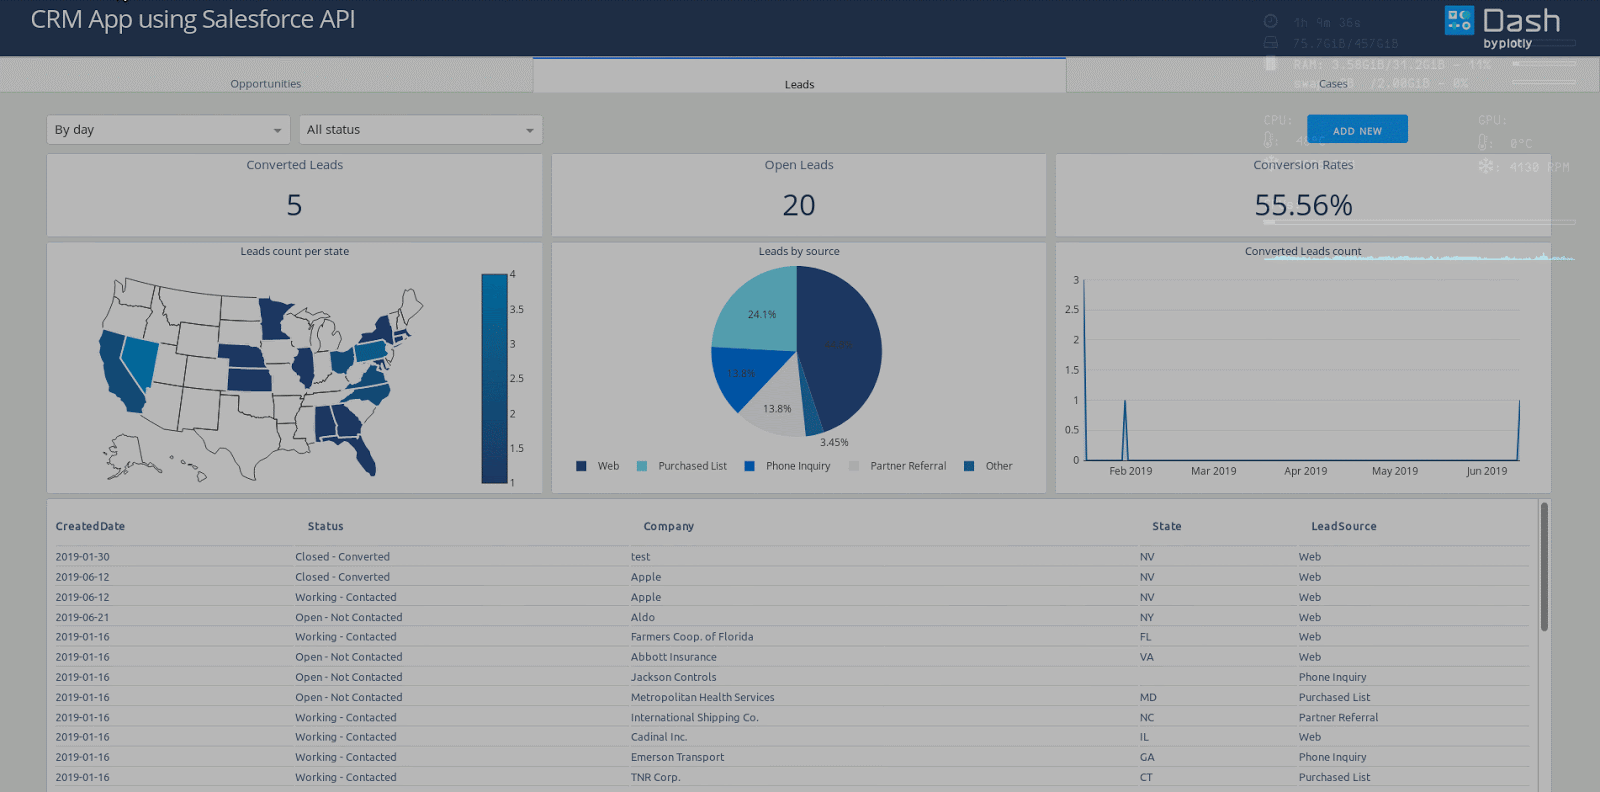 CRM App using Salesforce API
Dash
by plotly
1h 9m 36s
75.7GiB/457GiB
RAM: 3.58GiB/31.2GiB - 11%
/2.00GiB - 0%
Opportunities
Leads
Cases
By day
All status
CPU:
ADD NEW
GPU:
0°C
4130 RPM
Converted Leads
5
Open Leads
20
Conversion Rates
55.56%
Leads count per state
4
3.5
3
2.5
2
1.5
1
Leads by source
24.1%
13.8%
13.8%
3.45%
Web
Purchased List
Phone Inquiry
Partner Referral
Other
Converted Leads count
3
2.5
2
1.5
1
0.5
0
Feb 2019 Mar 2019 Apr 2019 May 2019 Jun 2019
CreatedDate Status Company State LeadSource
2019-01-30 Closed - Converted test NV Web
2019-06-12 Closed - Converted Apple NV Web
2019-06-12 Working - Contacted Apple NV Web
2019-06-21 Open - Not Contacted Aldo NY Web
2019-01-16 Working - Contacted Farmers Coop. of Florida FL Web
2019-01-16 Open - Not Contacted Abbott Insurance VA Web
2019-01-16 Open - Not Contacted Jackson Controls Phone Inquiry
2019-01-16 Open - Not Contacted Metropolitan Health Services MD Purchased List
2019-01-16 Working - Contacted International Shipping Co. NC Partner Referral
2019-01-16 Working - Contacted Cadinal Inc. IL Web
2019-01-16 Working - Contacted Emerson Transport GA Phone Inquiry
2019-01-16 Working - Contacted TNR Corp. CT Purchased List